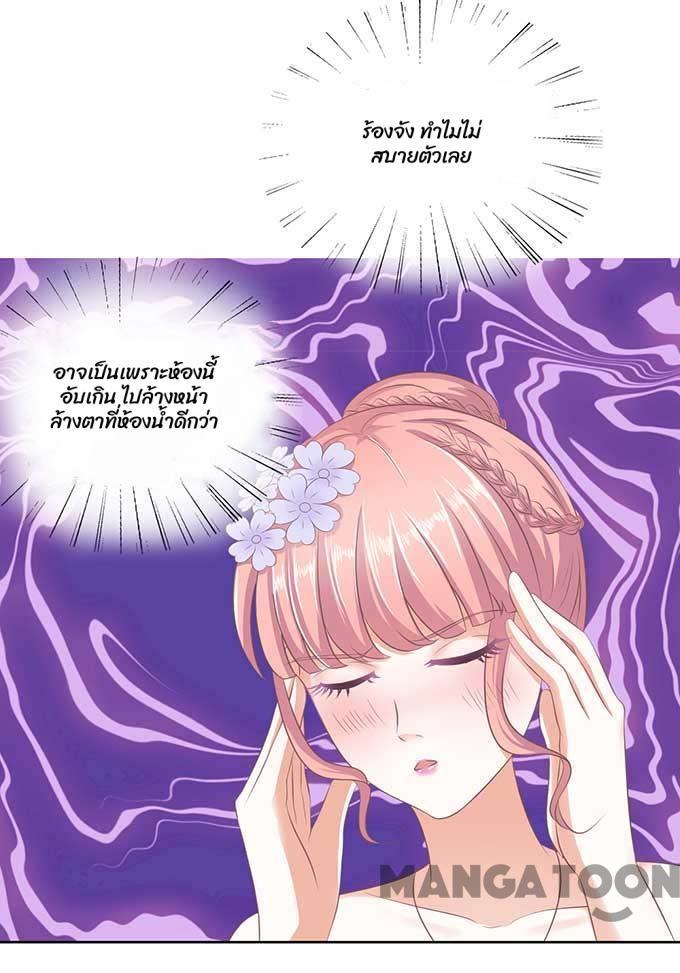 ร้องจัง ทำไมไม่
สบายตัวเลย
อาจเป็นเพราะห้องนี้
อับเกิน ไปล้างหน้า
ล้างตาที่ห้องน้ำดีกว่า
MANGA TOON